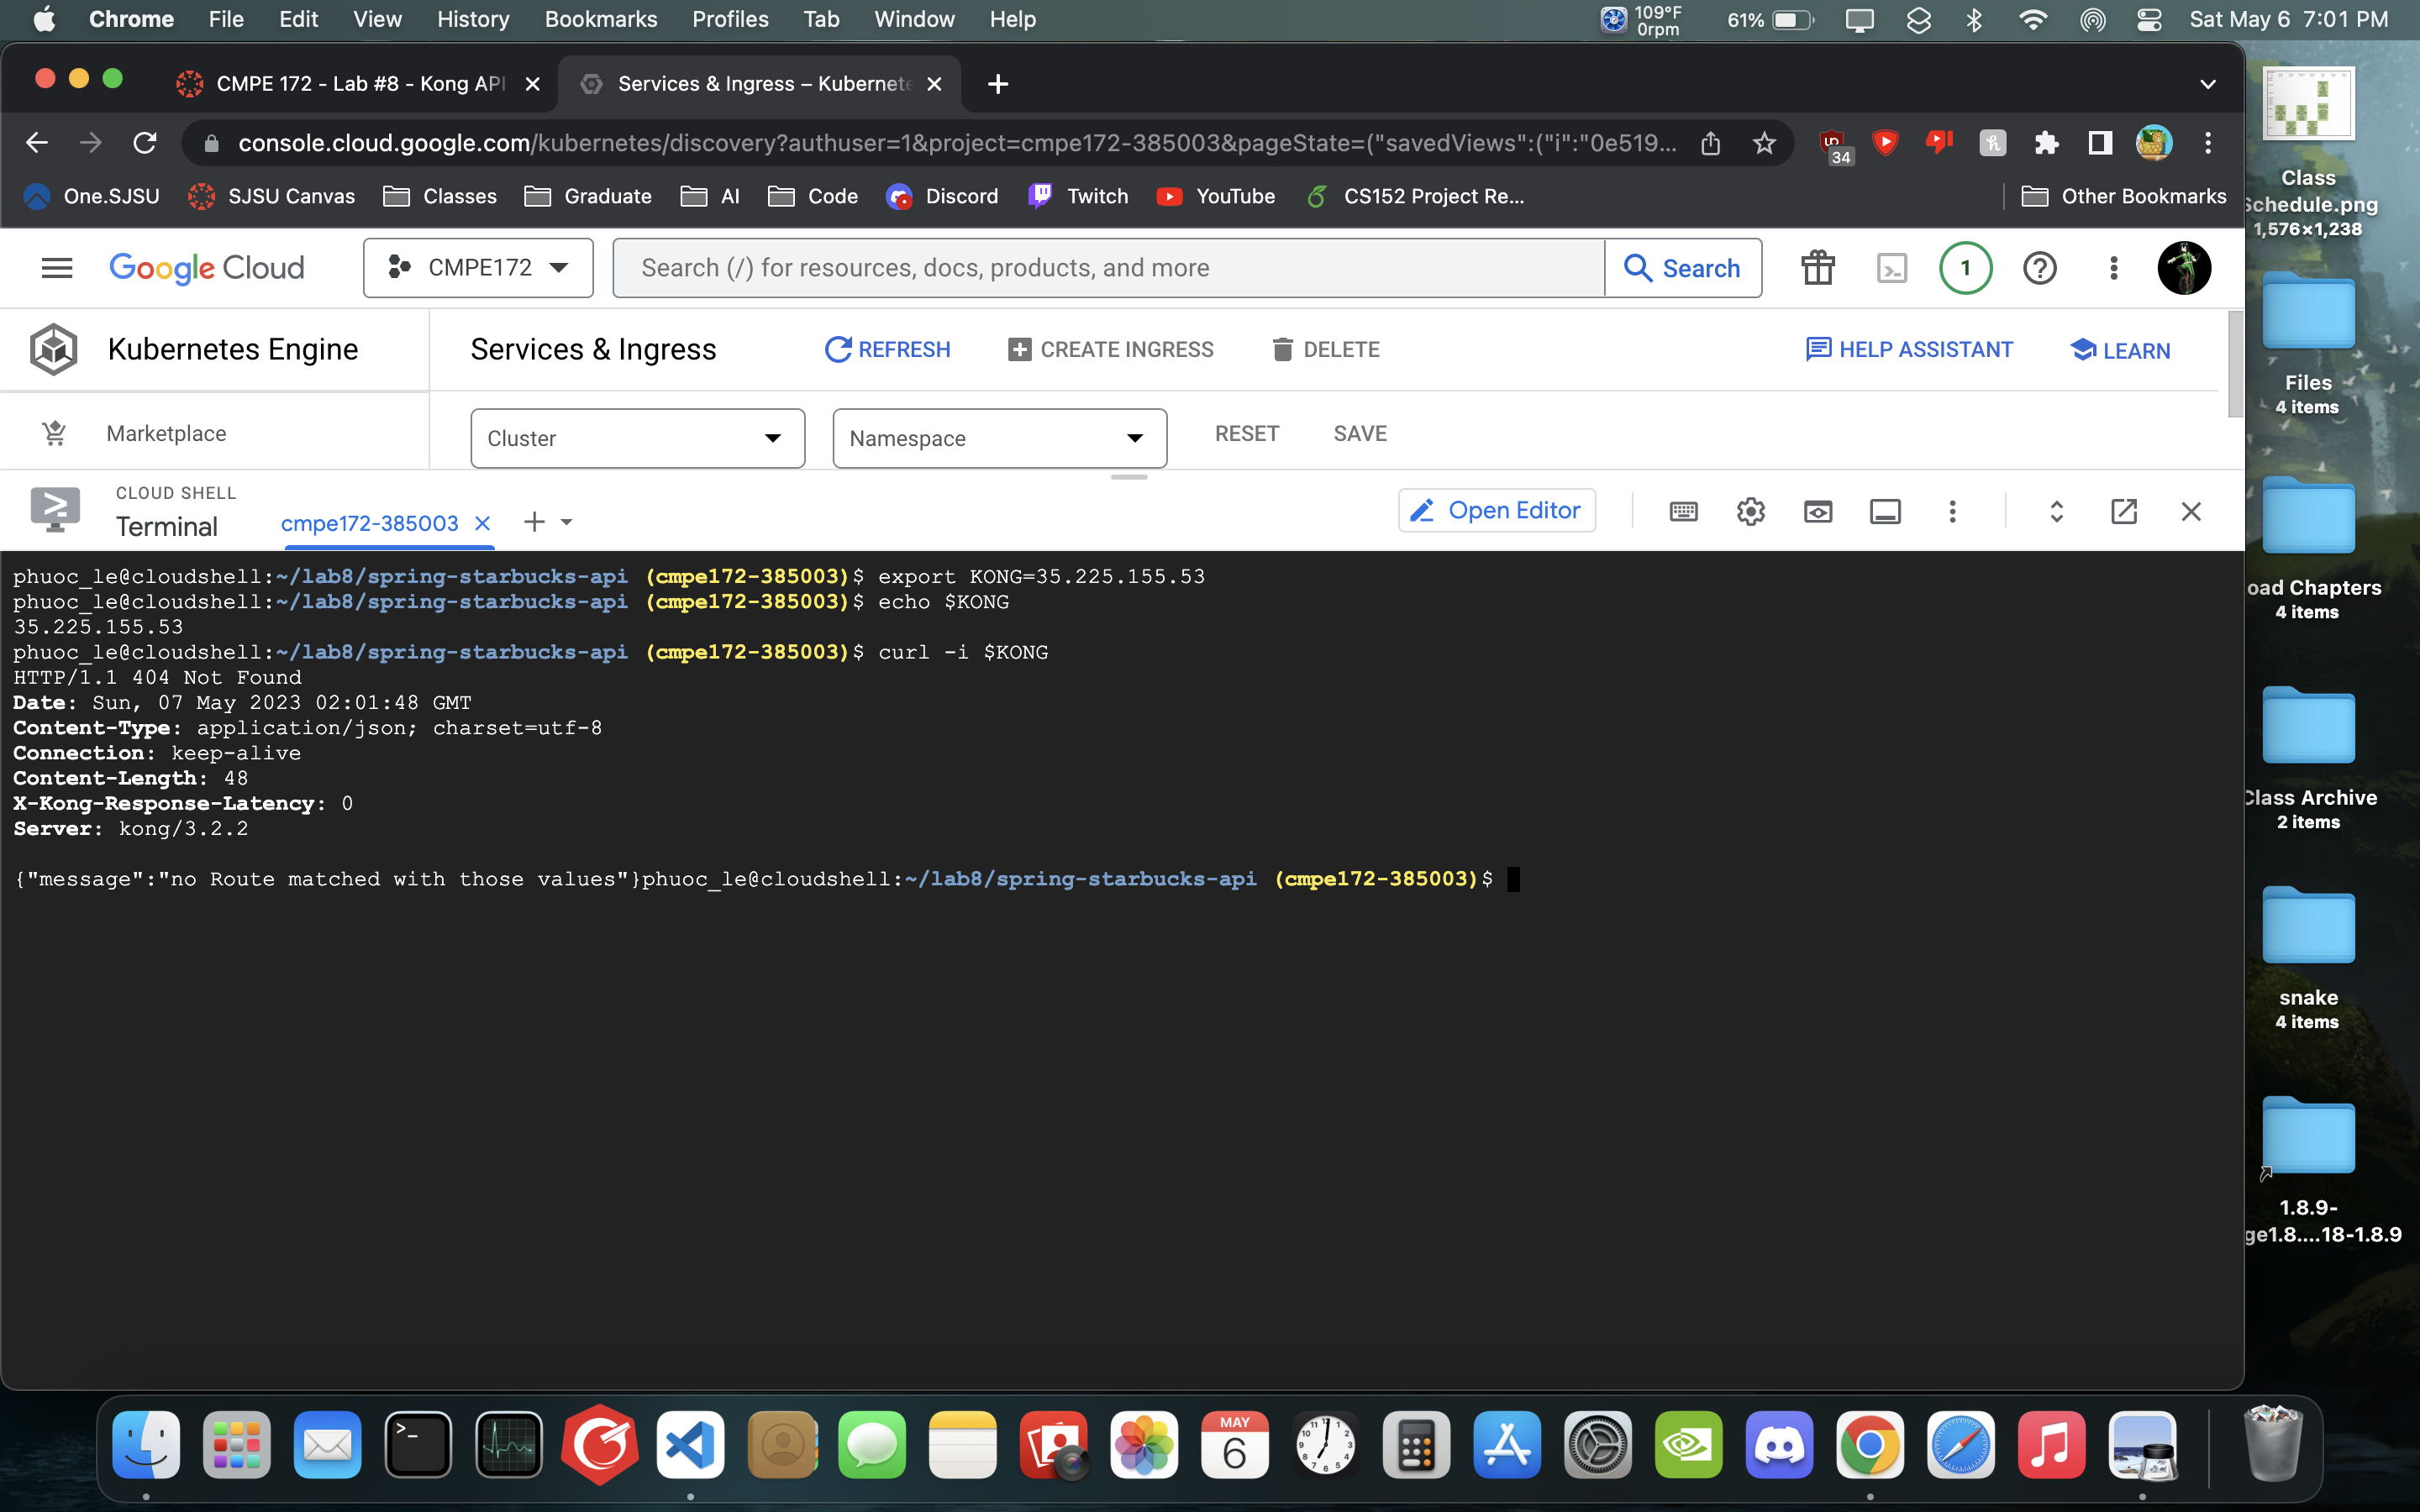 Chrome File Edit View History Bookmarks Profiles Tab Window Help 109°F 0rpm 61% Sat May 6 7:01 PM
CMPE 172 - Lab #8 - Kong API Services & Ingress – Kubernete
console.cloud.google.com/kubernetes/discovery?authuser=1&project=cmpe172-385003&pageState=("savedViews":("i":"0e519... 34
One.SJSU SJSU Canvas Classes Graduate AI Code Discord Twitch YouTube CS152 Project Re... Other Bookmarks
Google Cloud CMPE172 Search (/) for resources, docs, products, and more Search 1
Kubernetes Engine Services & Ingress REFRESH CREATE INGRESS DELETE HELP ASSISTANT LEARN
Marketplace Cluster Namespace RESET SAVE
CLOUD SHELL
Terminal cmpe172-385003 Open Editor
phuoc_le@cloudshell:~/lab8/spring-starbucks-api (cmpe172-385003)$ export KONG=35.225.155.53
phuoc_le@cloudshell:~/lab8/spring-starbucks-api (cmpe172-385003)$ echo $KONG
35.225.155.53
phuoc_le@cloudshell:~/lab8/spring-starbucks-api (cmpe172-385003)$ curl -i $KONG
HTTP/1.1 404 Not Found
Date: Sun, 07 May 2023 02:01:48 GMT
Content-Type: application/json; charset=utf-8
Connection: keep-alive
Content-Length: 48
X-Kong-Response-Latency: 0
Server: kong/3.2.2
{"message":"no Route matched with those values"}phuoc_le@cloudshell:~/lab8/spring-starbucks-api (cmpe172-385003)$
Class
Schedule.png
1,576×1,238
Files
4 items
oad Chapters
4 items
Class Archive
2 items
snake
4 items
1.8.9-
ge1.8....18-1.8.9
MAY
6